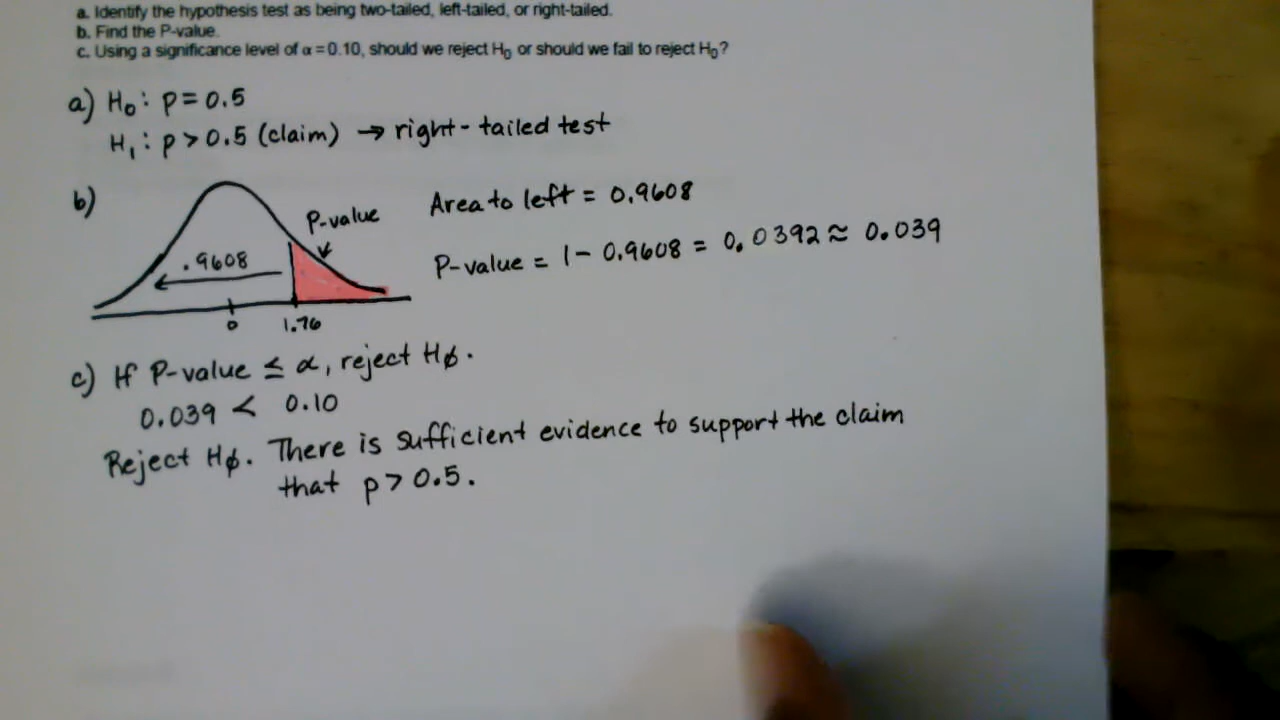 a. Identify the hypothesis test as being two-tailed, left-tailed, or right-tailed.
b. Find the P-value.
c. Using a significance level of α = 0.10, should we reject H₀ or should we fail to reject H₀?
a) H₀: p = 0.5
H₁: p > 0.5 (claim) → right-tailed test
b)
P-value
.9608
0 1.76
Area to left = 0.9608
P-value = 1 - 0.9608 = 0.0392 ≈ 0.039
c) If P-value ≤ α, reject H∅.
0.039 < 0.10
Reject H∅. There is sufficient evidence to support the claim
that p > 0.5.